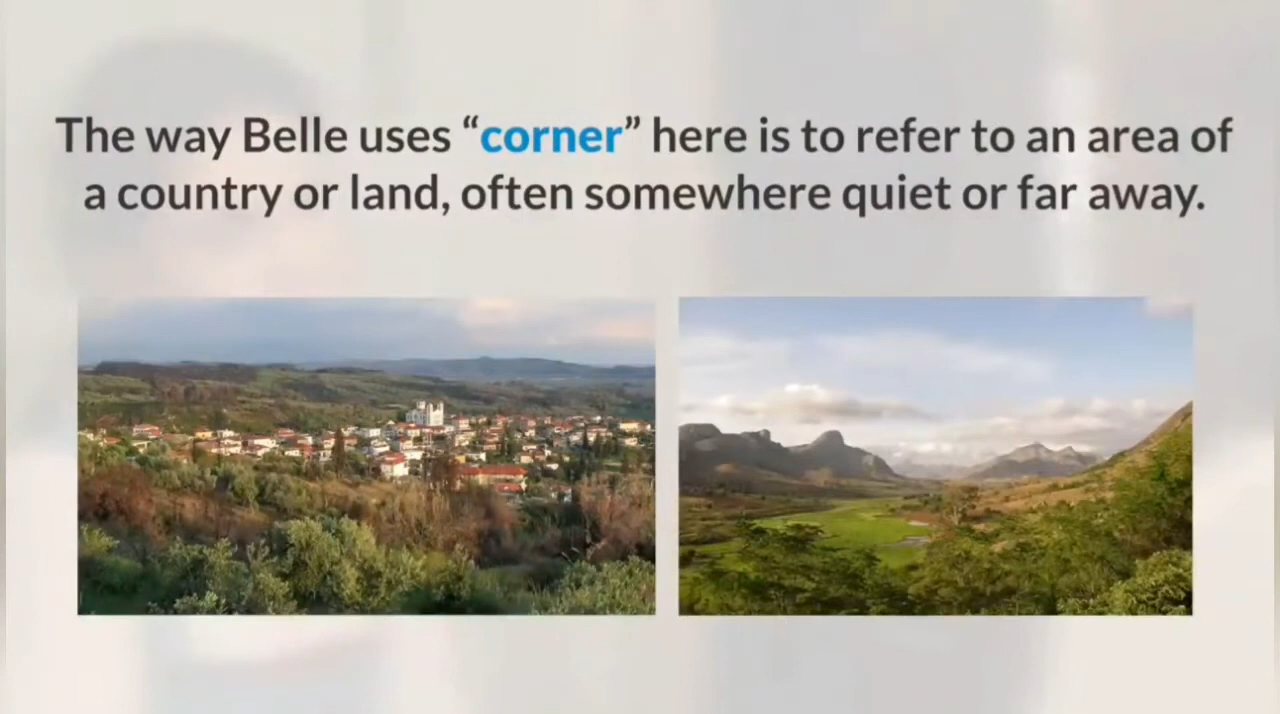 The way Belle uses “corner” here is to refer to an area of
a country or land, often somewhere quiet or far away.